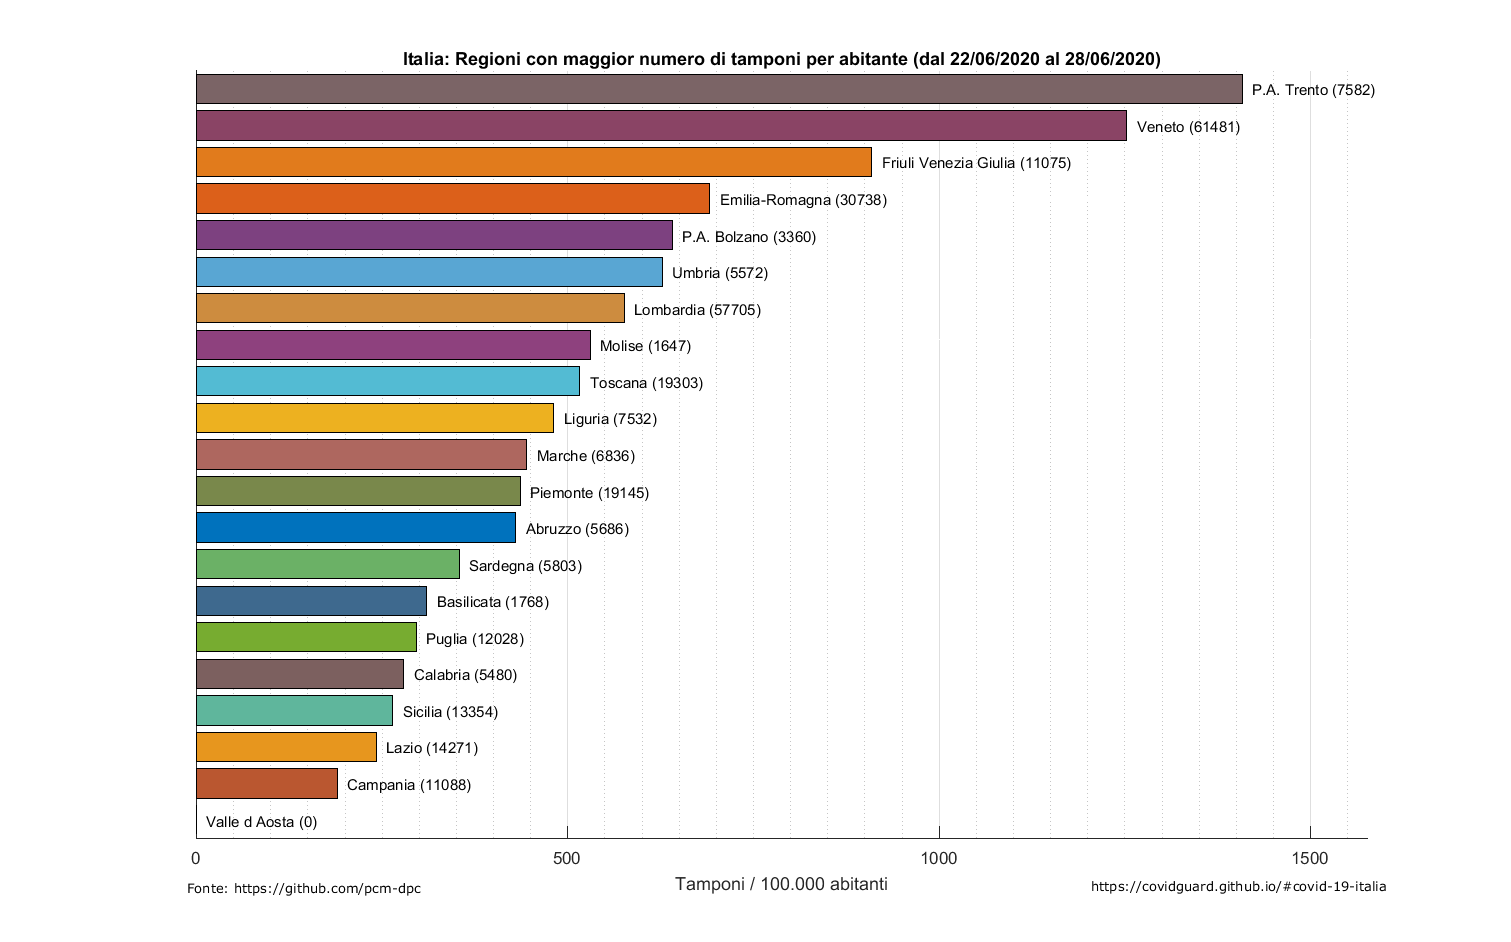 Italia: Regioni con maggior numero di tamponi per abitante (dal 22/06/2020 al 28/06/2020)
P.A. Trento (7582)
Veneto (61481)
Friuli Venezia Giulia (11075)
Emilia-Romagna (30738)
P.A. Bolzano (3360)
Umbria (5572)
Lombardia (57705)
Molise (1647)
Toscana (19303)
Liguria (7532)
Marche (6836)
Piemonte (19145)
Abruzzo (5686)
Sardegna (5803)
Basilicata (1768)
Puglia (12028)
Calabria (5480)
Sicilia (13354)
Lazio (14271)
Campania (11088)
Valle d Aosta (0)
0 500 1000 1500
Tamponi / 100.000 abitanti
Fonte: https://github.com/pcm-dpc
https://covidguard.github.io/#covid-19-italia